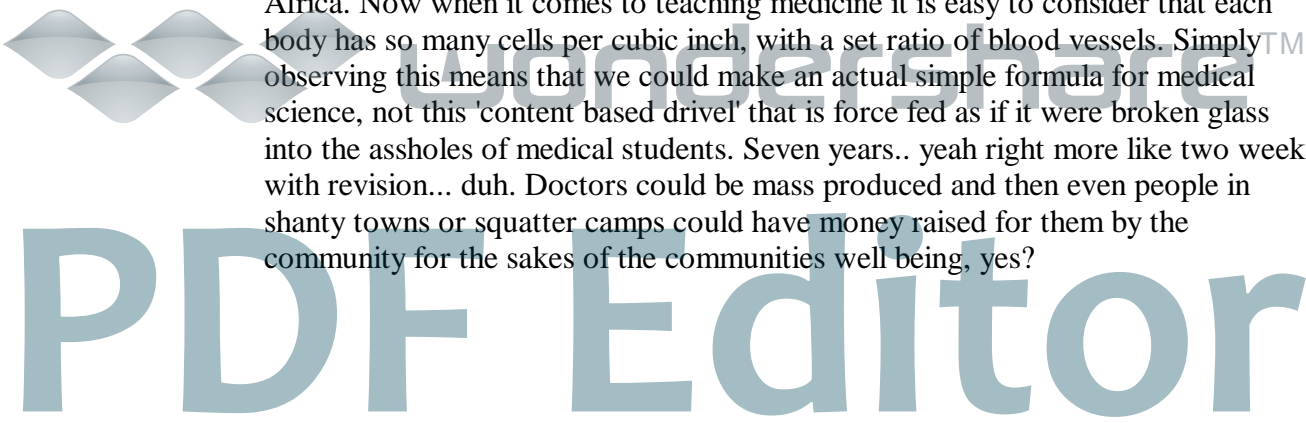 Africa. Now when it comes to teaching medicine it is easy to consider that each
body has so many cells per cubic inch, with a set ratio of blood vessels. Simply
observing this means that we could make an actual simple formula for medical
science, not this 'content based drivel' that is force fed as if it were broken glass
into the assholes of medical students. Seven years.. yeah right more like two week
with revision... duh. Doctors could be mass produced and then even people in
shanty towns or squatter camps could have money raised for them by the
community for the sakes of the communities well being, yes?
wondershare™
PDF Editor